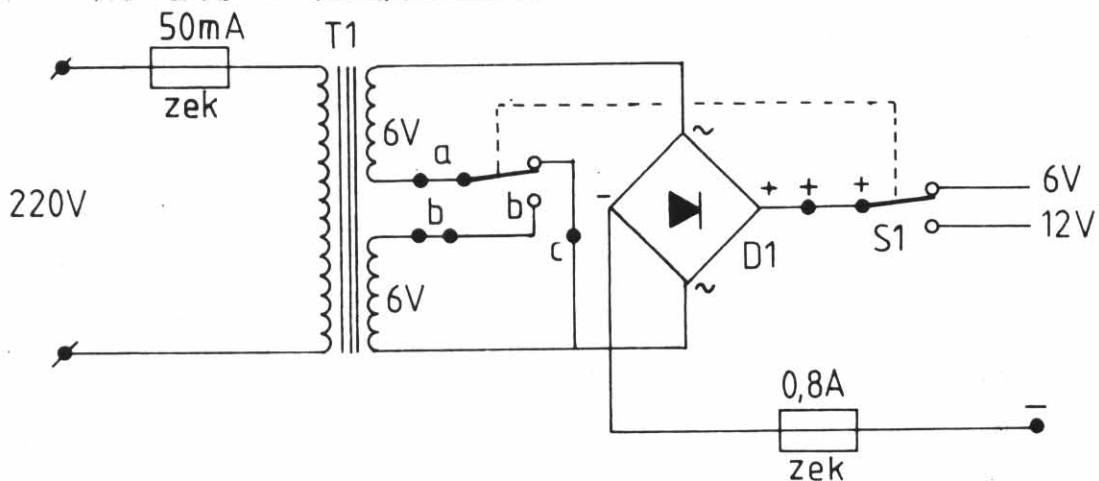 50mA
zek
T1
220V
6V
a
b
b
6V
c
~
-
+
+
+
~
D1
S1
6V
12V
0,8A
zek
-